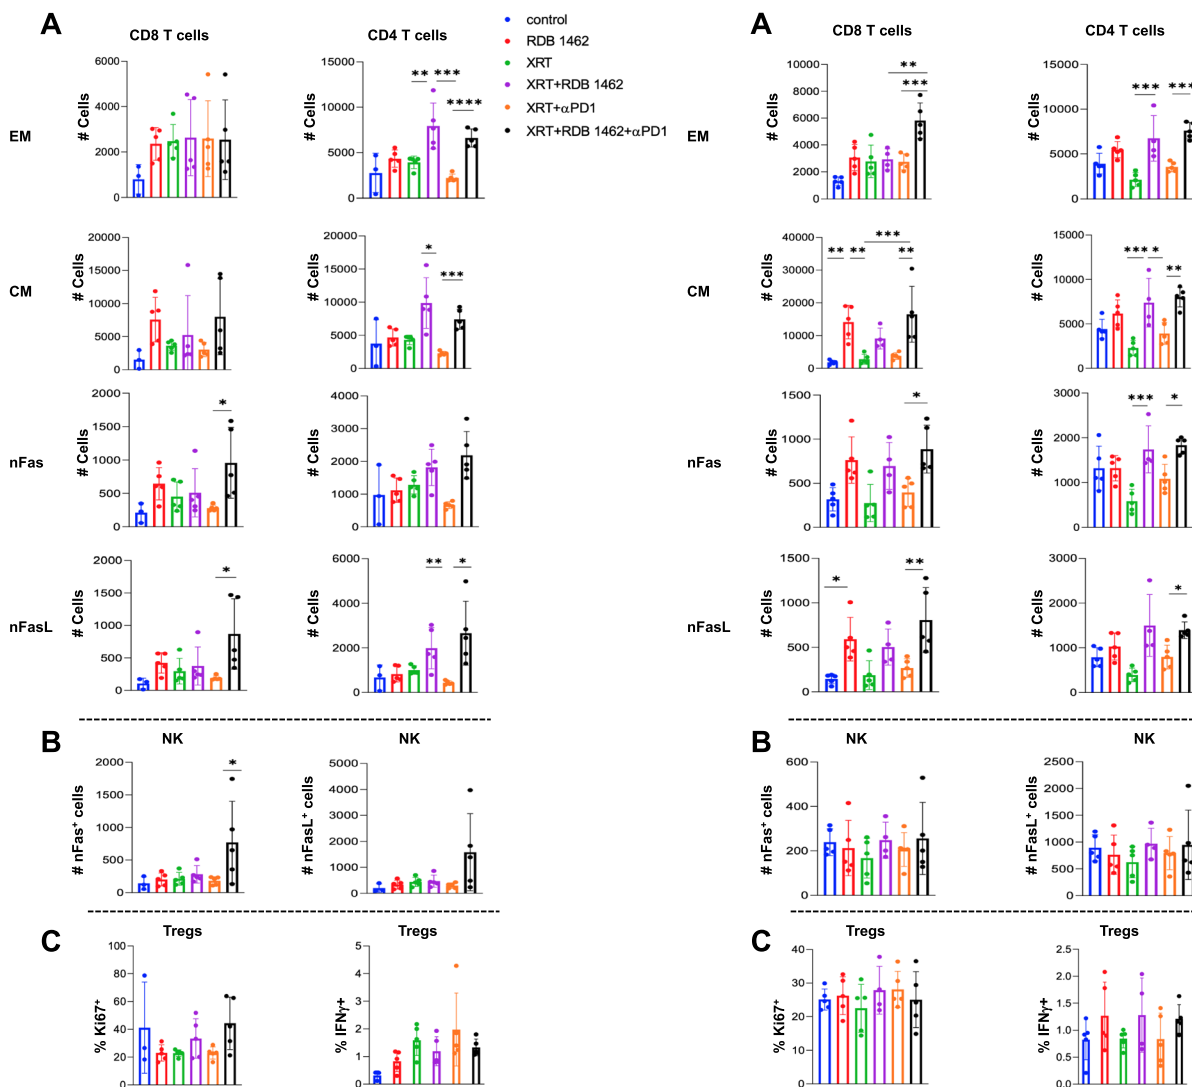 A
CD8 T cells
CD4 T cells
control
RDB 1462
XRT
XRT+RDB 1462
XRT+αPD1
XRT+RDB 1462+αPD1
EM
# Cells
6000
4000
2000
0
# Cells
15000
10000
5000
0
** *** ****
CM
# Cells
20000
15000
10000
5000
0
# Cells
20000
15000
10000
5000
0
* ***
nFas
# Cells
2000
1500
1000
500
0
*
# Cells
4000
3000
2000
1000
0
nFasL
# Cells
2000
1500
1000
500
0
*
# Cells
6000
4000
2000
0
** *
B
NK
NK
# nFas+ cells
1500
1000
500
0
*
# nFasL+ cells
5000
4000
3000
2000
1000
0
C
Tregs
Tregs
% Ki67+
100
80
60
40
20
0
% IFNγ+
6
5
4
3
2
1
0
A
CD8 T cells
CD4 T cells
EM
# Cells
10000
8000
6000
4000
2000
0
**
***
# Cells
15000
10000
5000
0
*** ***
CM
# Cells
40000
30000
20000
10000
0
** ** *** **
# Cells
15000
10000
5000
0
*** * **
nFas
# Cells
1500
1000
500
0
*
# Cells
3000
2000
1000
0
*** *
nFasL
# Cells
1500
1000
500
0
* **
# Cells
3000
2000
1000
0
*
B
NK
NK
# nFas+ cells
600
400
200
0
# nFasL+ cells
2500
2000
1500
1000
500
0
C
Tregs
Tregs
% Ki67+
40
30
20
10
0
% IFNγ+
2.5
2.0
1.5
1.0
0.5
0.0